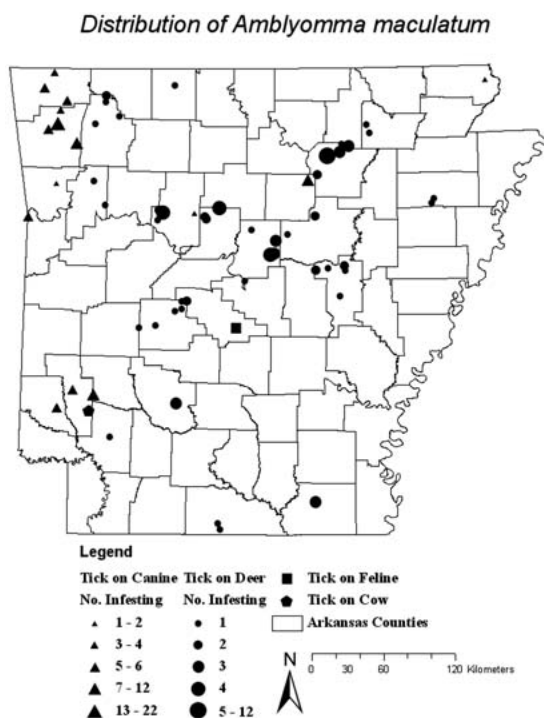 Distribution of Amblyomma maculatum
Legend
Tick on Canine Tick on Deer Tick on Feline
No. Infesting No. Infesting Tick on Cow
1 - 2 1 Arkansas Counties
3 - 4 2
5 - 6 3
7 - 12 4
13 - 22 5 - 12
N
0 30 60 120 Kilometers